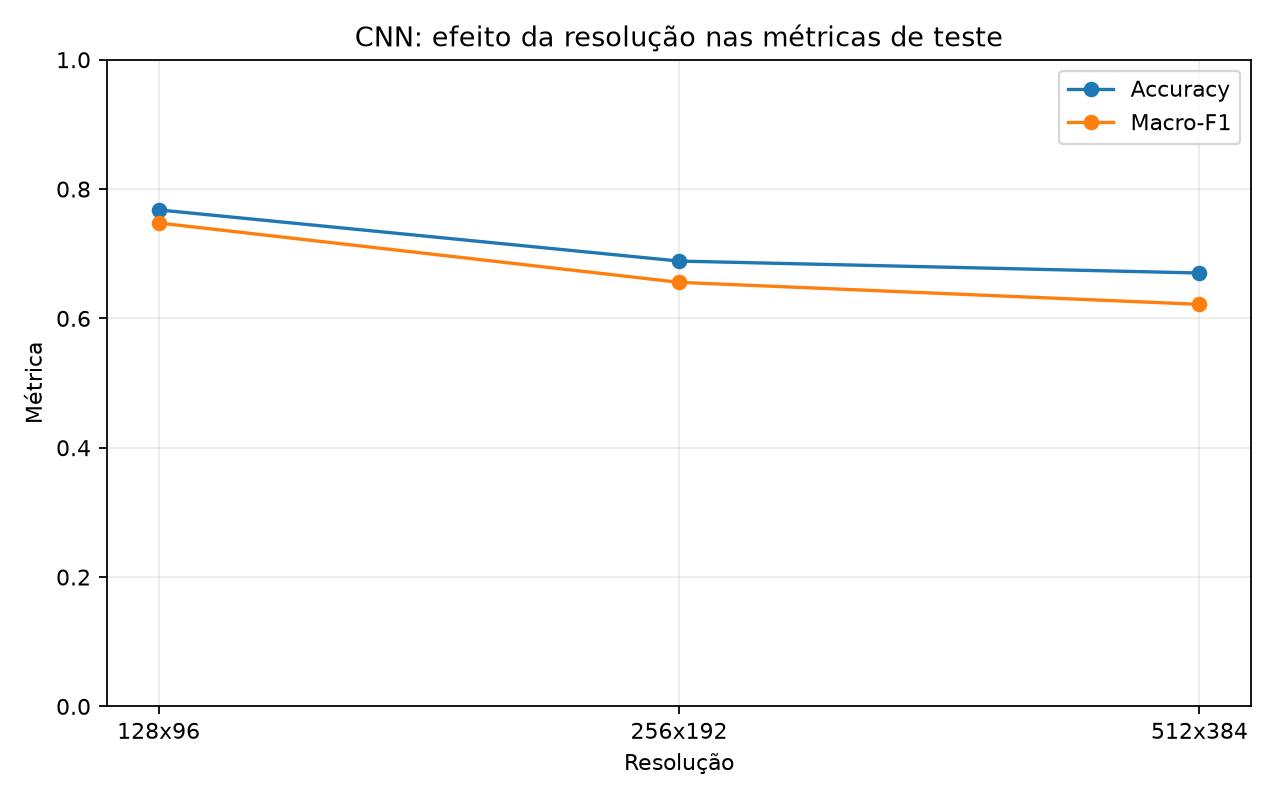 CNN: efeito da resolução nas métricas de teste
Accuracy
Macro-F1
1.0
0.8
0.6
0.4
0.2
0.0
Métrica
128x96
256x192
512x384
Resolução